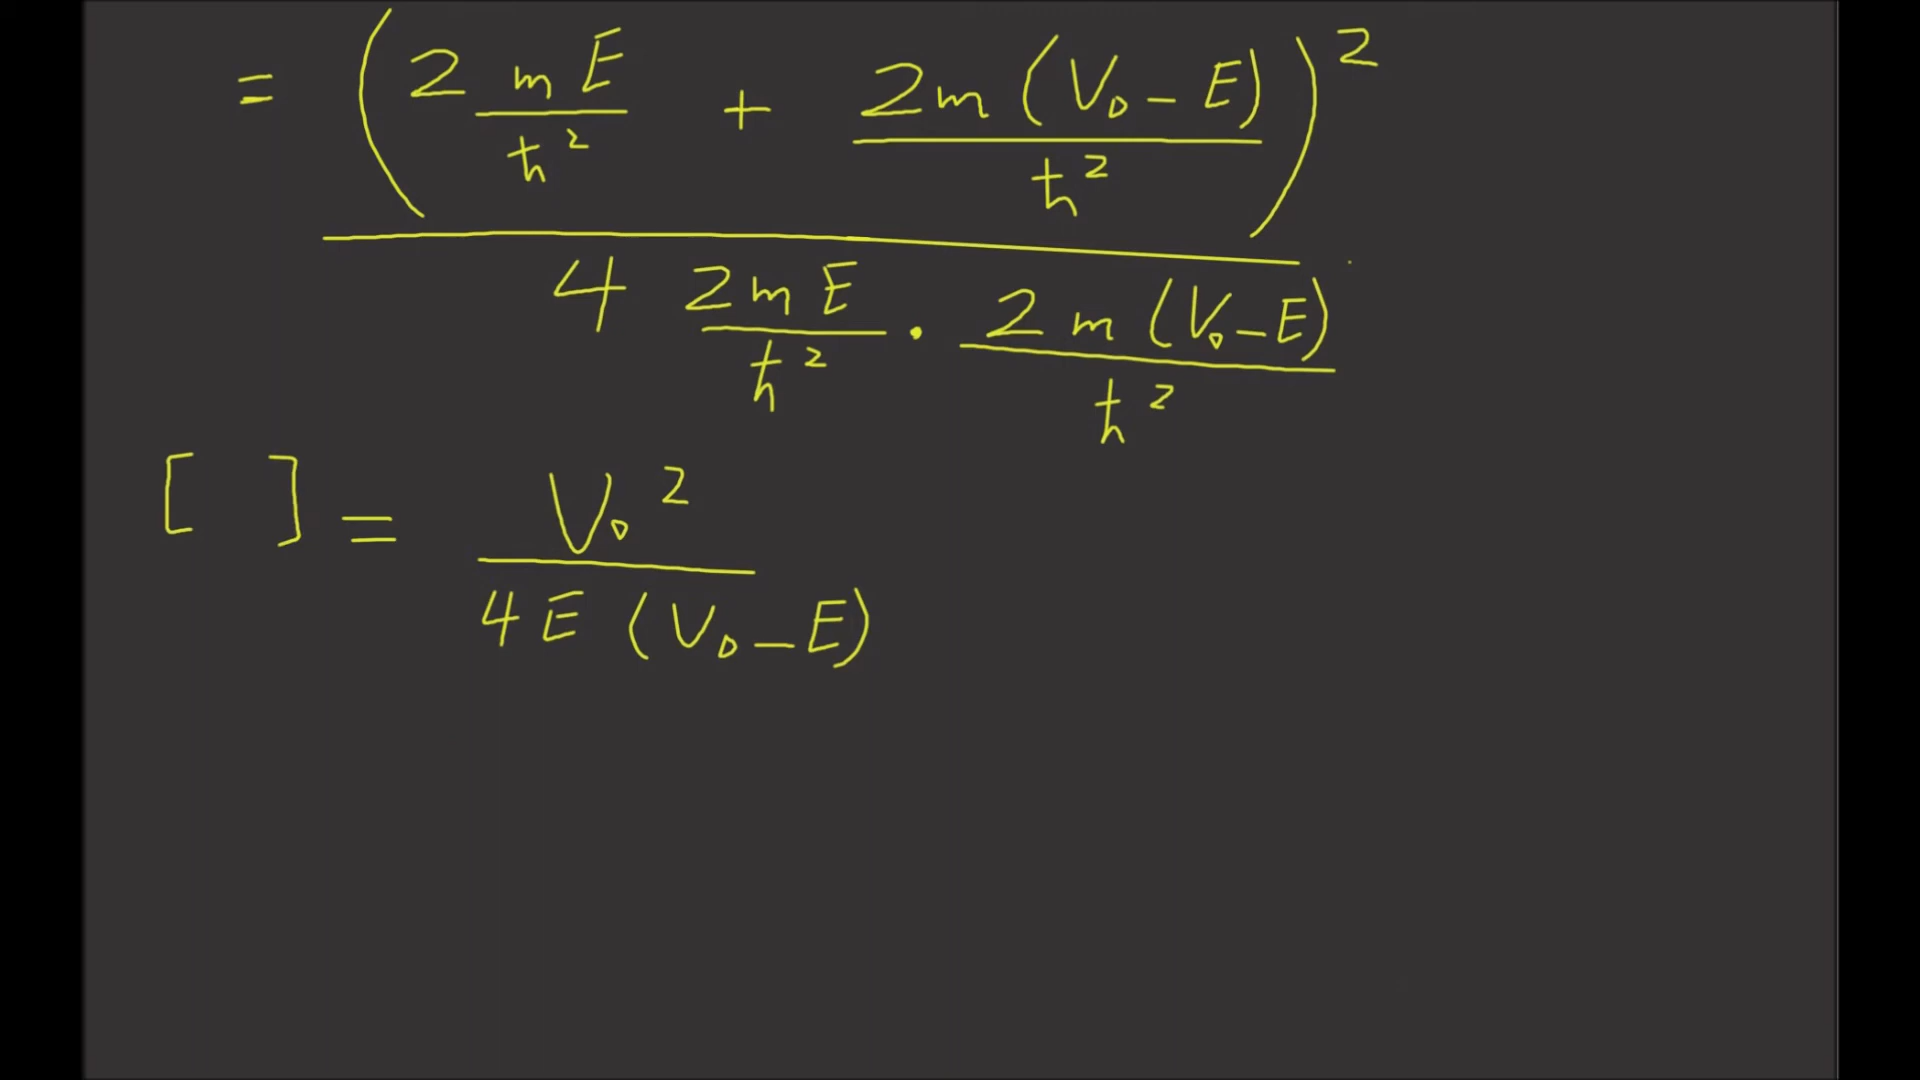 = ( 2mE/ħ² + 2m(V₀ − E)/ħ² )²
/ 4 2mE/ħ² · 2m(V₀ − E)/ħ²
[ ] = V₀² / 4E(V₀ − E)